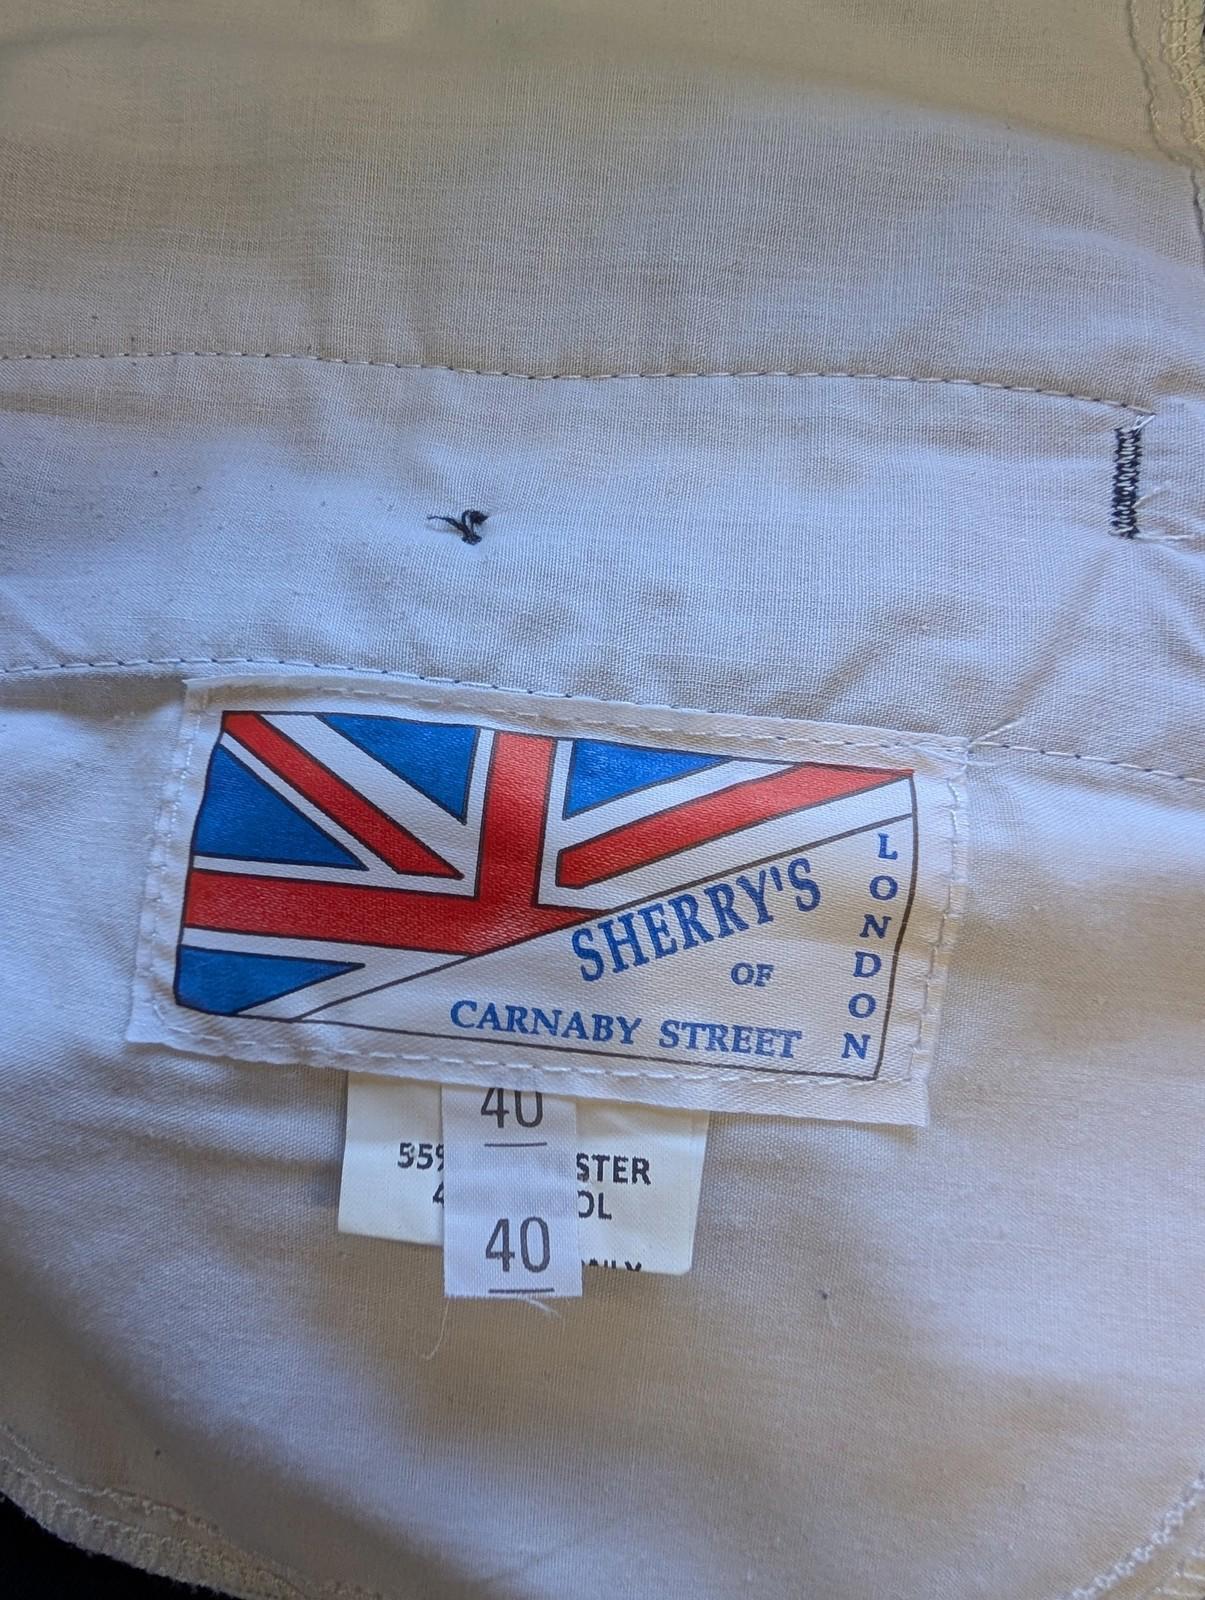 SHERRY'S
OF
CARNABY STREET
LONDON
40
40